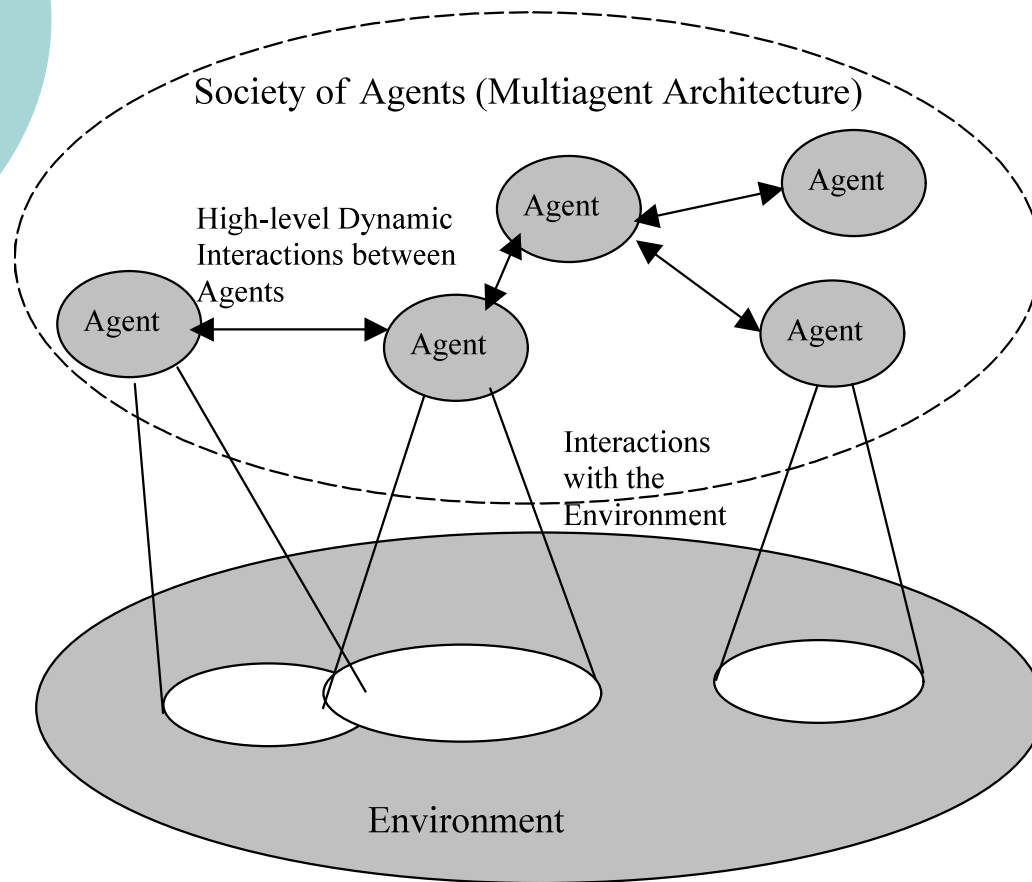 Society of Agents (Multiagent Architecture)
Agent
Agent
High-level Dynamic
Interactions between
Agents
Agent
Agent
Agent
Interactions
with the
Environment
Environment